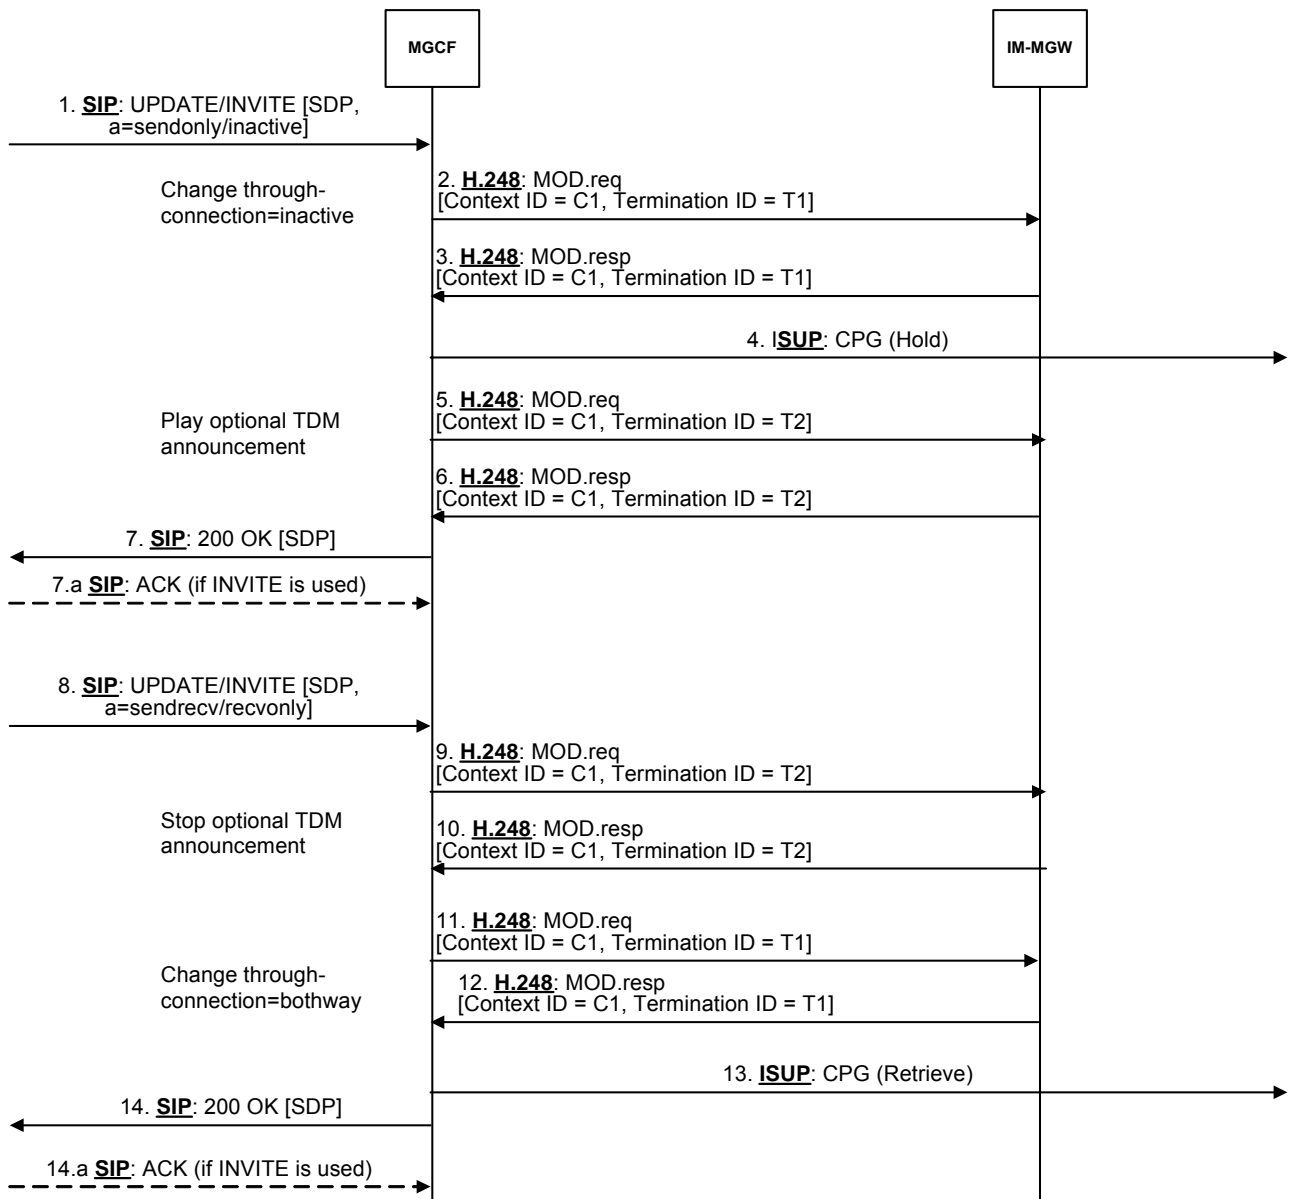 MGCF
IM-MGW
1. SIP: UPDATE/INVITE [SDP,
a=sendonly/inactive]
Change through-
connection=inactive
2. H.248: MOD.req
[Context ID = C1, Termination ID = T1]
3. H.248: MOD.resp
[Context ID = C1, Termination ID = T1]
4. ISUP: CPG (Hold)
Play optional TDM
announcement
5. H.248: MOD.req
[Context ID = C1, Termination ID = T2]
6. H.248: MOD.resp
[Context ID = C1, Termination ID = T2]
7. SIP: 200 OK [SDP]
7.a SIP: ACK (if INVITE is used)
8. SIP: UPDATE/INVITE [SDP,
a=sendrecv/recvonly]
9. H.248: MOD.req
[Context ID = C1, Termination ID = T2]
Stop optional TDM
announcement
10. H.248: MOD.resp
[Context ID = C1, Termination ID = T2]
11. H.248: MOD.req
[Context ID = C1, Termination ID = T1]
Change through-
connection=bothway
12. H.248: MOD.resp
[Context ID = C1, Termination ID = T1]
13. ISUP: CPG (Retrieve)
14. SIP: 200 OK [SDP]
14.a SIP: ACK (if INVITE is used)